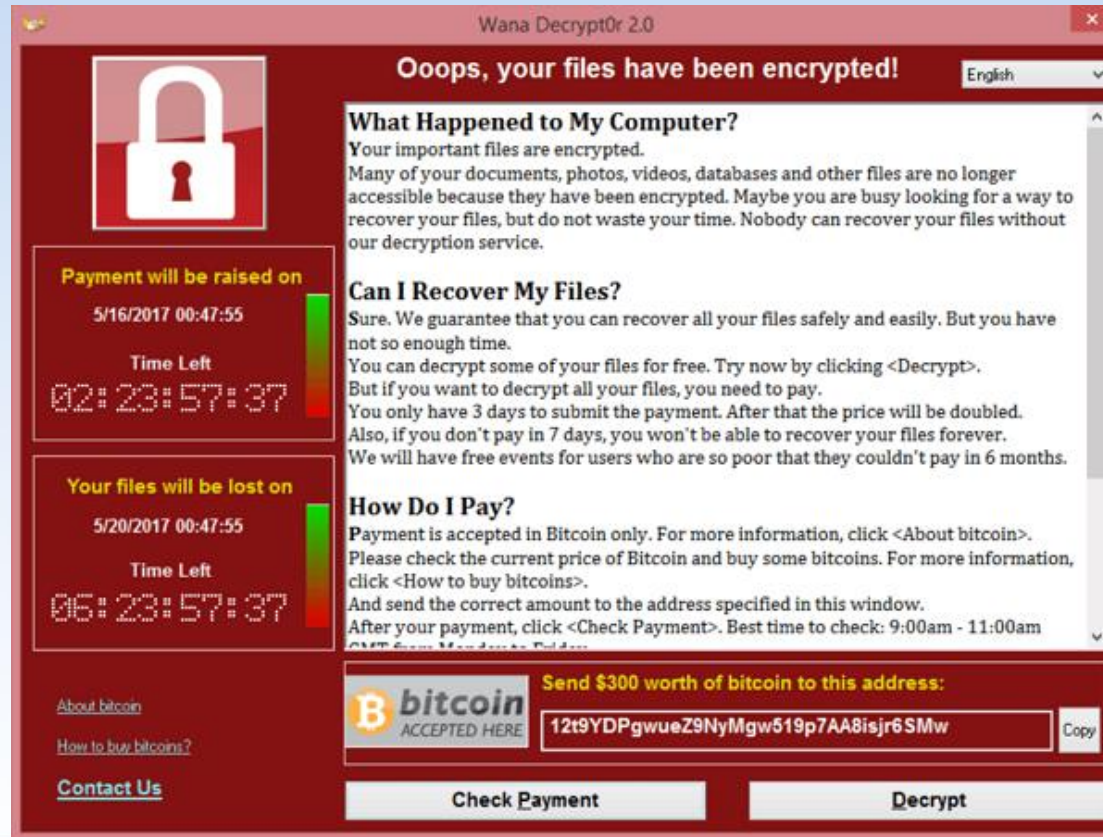 Wana Decrypt0r 2.0
Ooops, your files have been encrypted!
English
What Happened to My Computer?
Your important files are encrypted.
Many of your documents, photos, videos, databases and other files are no longer
accessible because they have been encrypted. Maybe you are busy looking for a way to
recover your files, but do not waste your time. Nobody can recover your files without
our decryption service.
Can I Recover My Files?
Sure. We guarantee that you can recover all your files safely and easily. But you have
not so enough time.
You can decrypt some of your files for free. Try now by clicking <Decrypt>.
But if you want to decrypt all your files, you need to pay.
You only have 3 days to submit the payment. After that the price will be doubled.
Also, if you don't pay in 7 days, you won't be able to recover your files forever.
We will have free events for users who are so poor that they couldn't pay in 6 months.
How Do I Pay?
Payment is accepted in Bitcoin only. For more information, click <About bitcoin>.
Please check the current price of Bitcoin and buy some bitcoins. For more information,
click <How to buy bitcoins>.
And send the correct amount to the address specified in this window.
After your payment, click <Check Payment>. Best time to check: 9:00am - 11:00am
GMT from Monday to Friday.
Payment will be raised on
5/16/2017 00:47:55
Time Left
02:23:57:37
Your files will be lost on
5/20/2017 00:47:55
Time Left
06:23:57:37
About bitcoin
How to buy bitcoins?
Contact Us
bitcoin
ACCEPTED HERE
Send $300 worth of bitcoin to this address:
12t9YDPgwueZ9NyMgw519p7AA8isjr6SMw
Copy
Check Payment
Decrypt